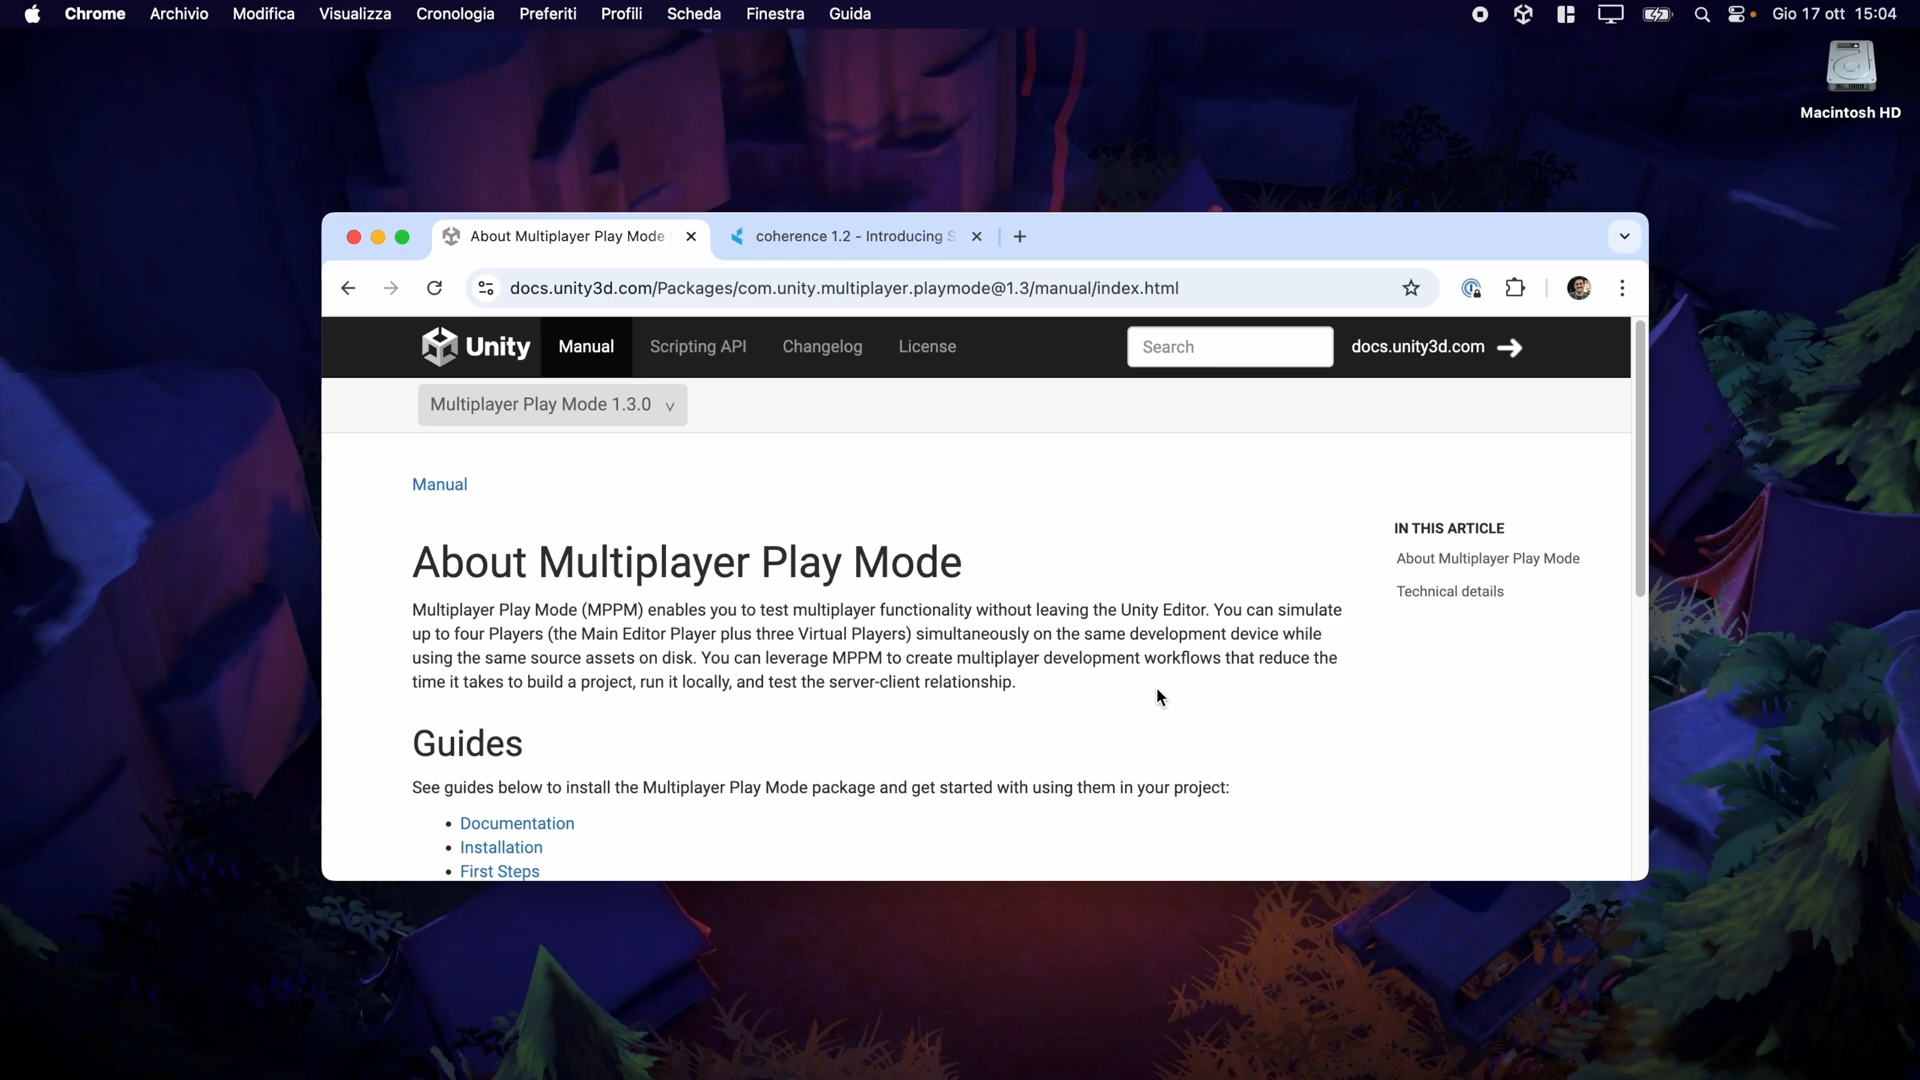 Chrome Archivio Modifica Visualizza Cronologia Preferiti Profili Scheda Finestra Guida Gio 17 ott 15:04
Macintosh HD
About Multiplayer Play Mode
coherence 1.2 - Introducing S
docs.unity3d.com/Packages/com.unity.multiplayer.playmode@1.3/manual/index.html
Unity Manual Scripting API Changelog License Search docs.unity3d.com
Multiplayer Play Mode 1.3.0
Manual
IN THIS ARTICLE
About Multiplayer Play Mode
Technical details
About Multiplayer Play Mode
Multiplayer Play Mode (MPPM) enables you to test multiplayer functionality without leaving the Unity Editor. You can simulate
up to four Players (the Main Editor Player plus three Virtual Players) simultaneously on the same development device while
using the same source assets on disk. You can leverage MPPM to create multiplayer development workflows that reduce the
time it takes to build a project, run it locally, and test the server-client relationship.
Guides
See guides below to install the Multiplayer Play Mode package and get started with using them in your project:
• Documentation
• Installation
• First Steps